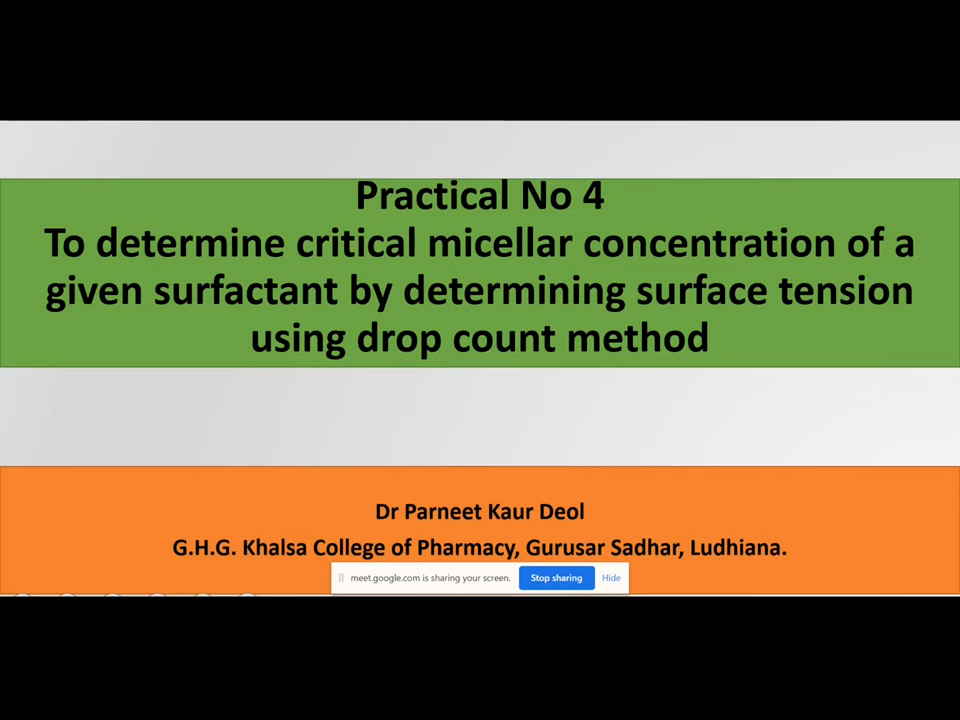 Practical No 4
To determine critical micellar concentration of a
given surfactant by determining surface tension
using drop count method
Dr Parneet Kaur Deol
G.H.G. Khalsa College of Pharmacy, Gurusar Sadhar, Ludhiana.
meet.google.com is sharing your screen. Stop sharing Hide